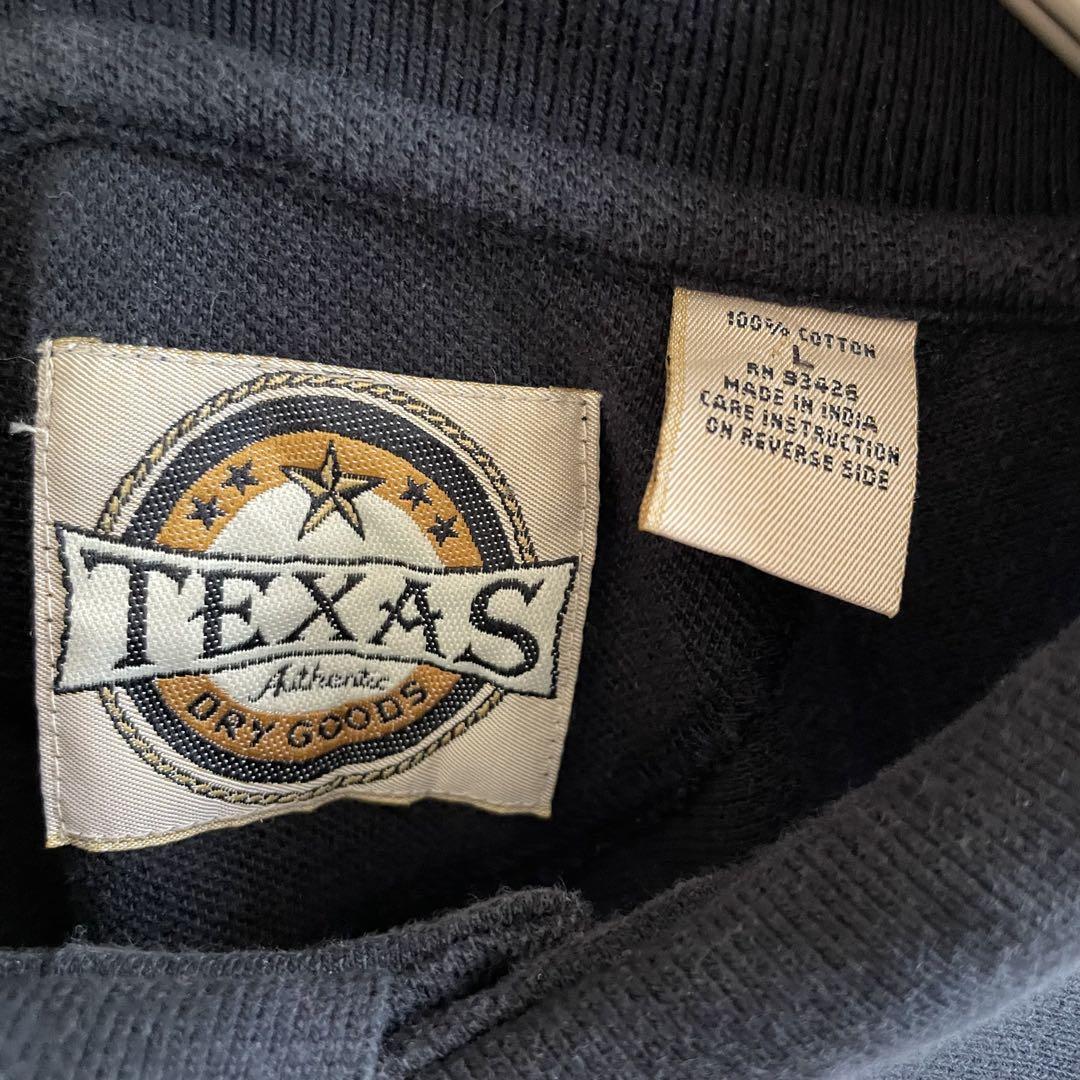 TEXAS
Authentic
DRY GOODS
100% COTTON
L
RN 93426
MADE IN INDIA
CARE INSTRUCTION
ON REVERSE SIDE